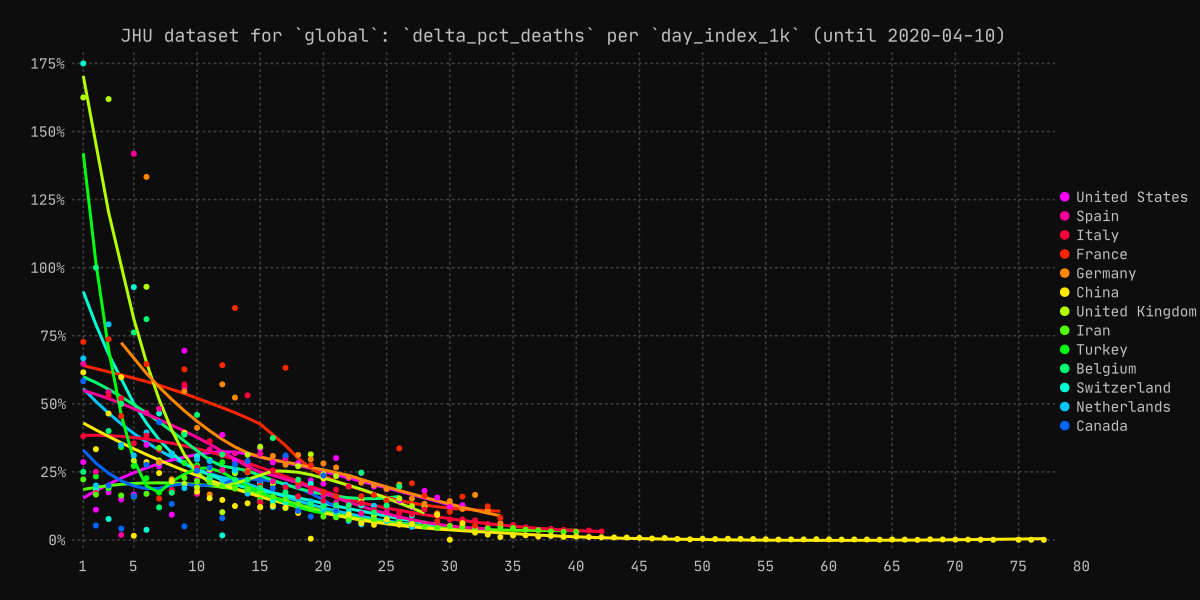 JHU dataset for `global`: `delta_pct_deaths` per `day_index_1k` (until 2020-04-10)
175%
150%
125%
100%
75%
50%
25%
0%
1 5 10 15 20 25 30 35 40 45 50 55 60 65 70 75 80
United States
Spain
Italy
France
Germany
China
United Kingdom
Iran
Turkey
Belgium
Switzerland
Netherlands
Canada